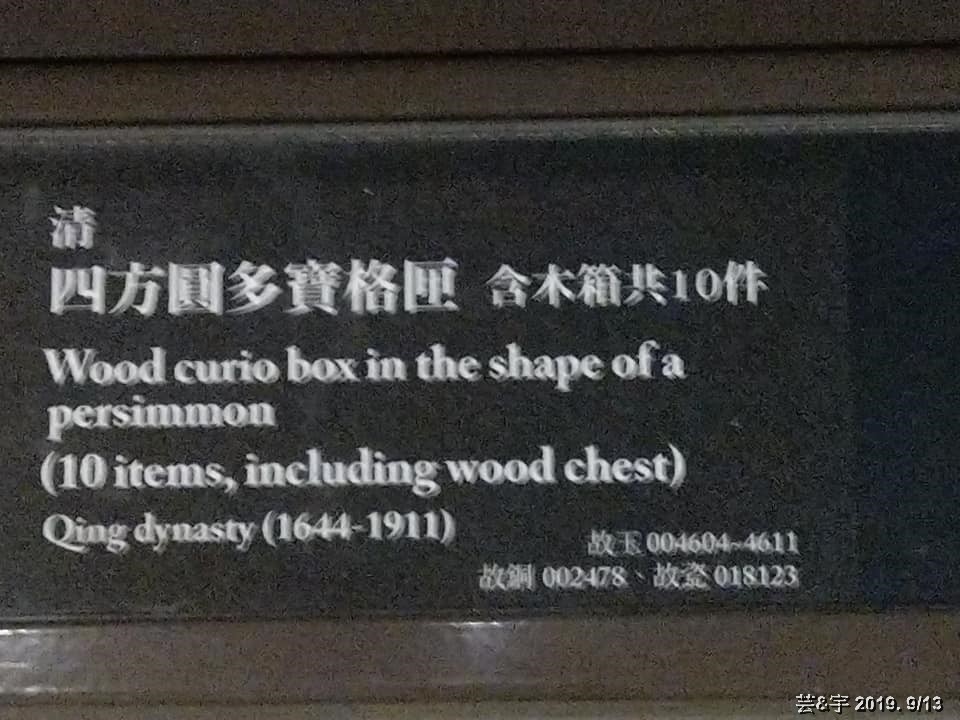 清
四方圓多寶格匣 含木箱共10件
Wood curio box in the shape of a
persimmon
(10 items, including wood chest)
Qing dynasty (1644-1911)
故玉 004604~4611
故銅 002478、故瓷 018123
芸&宇 2019. 9/13